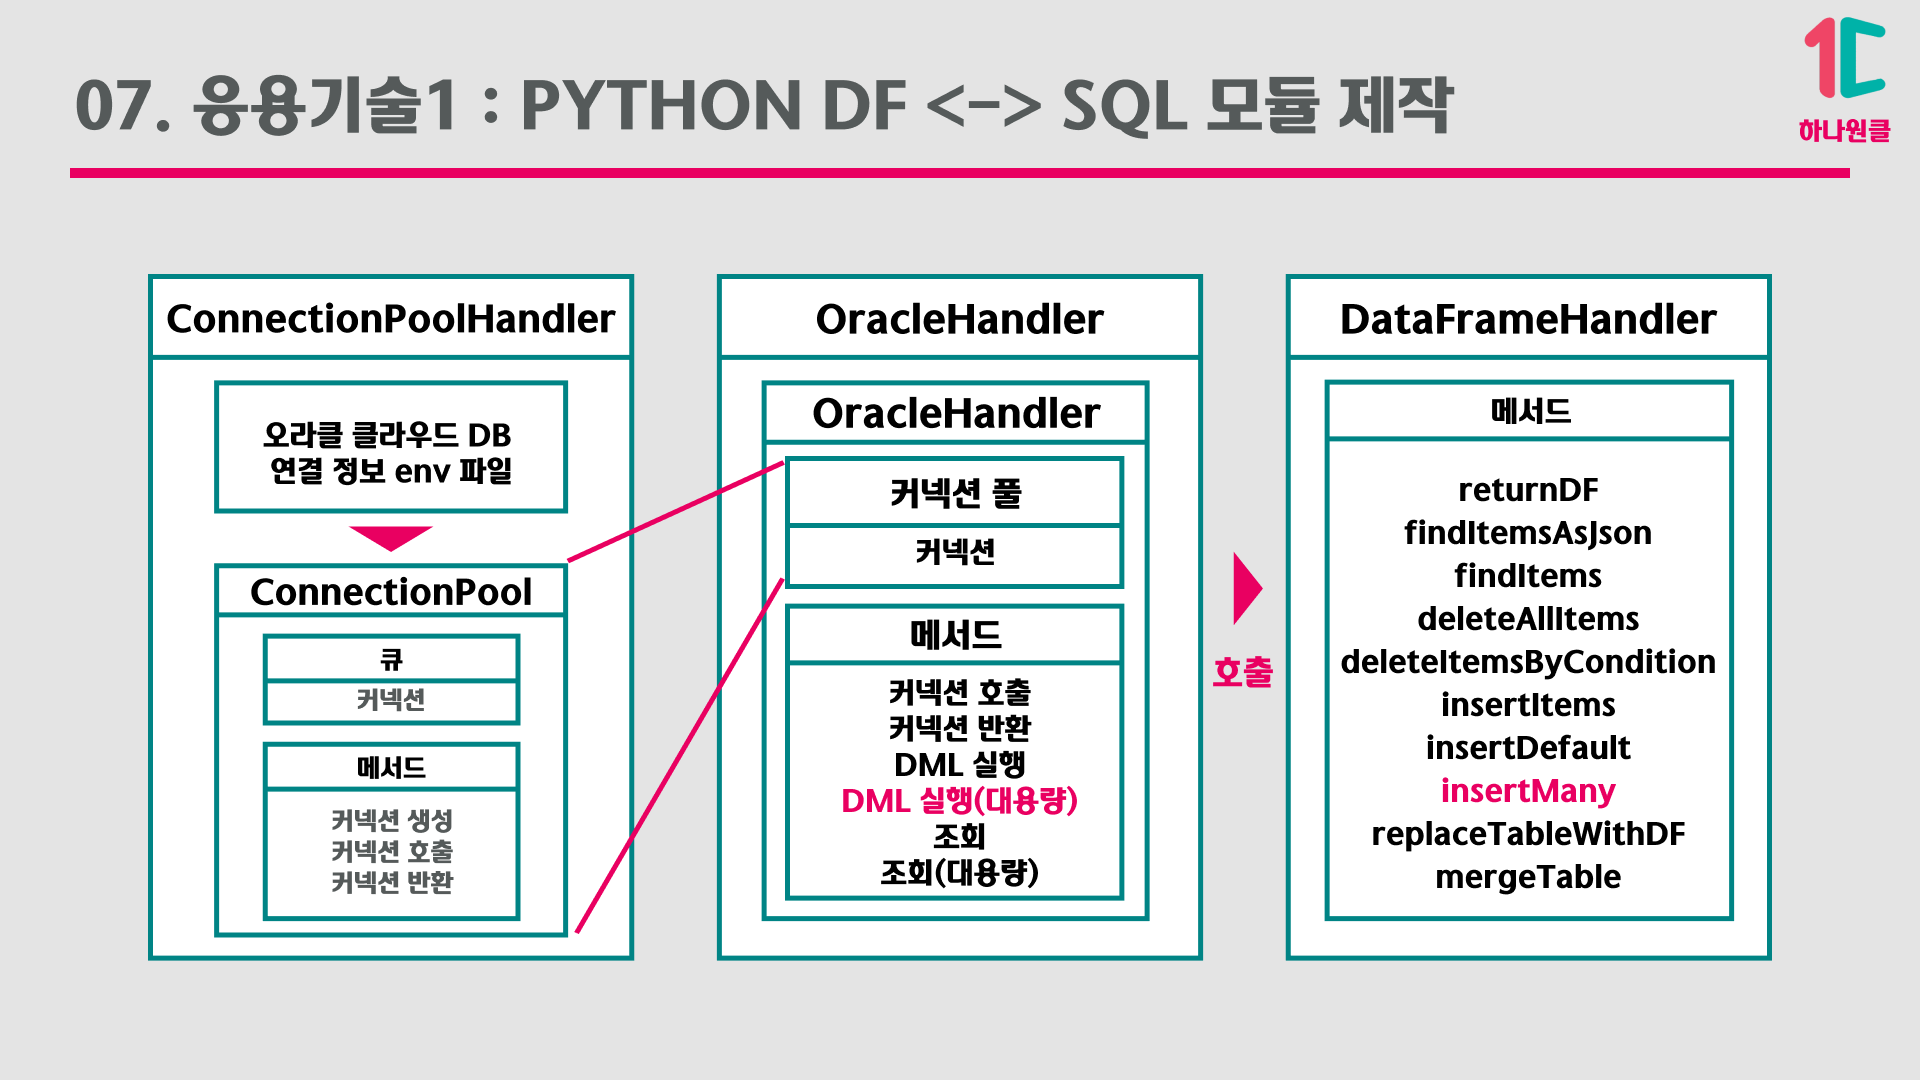 07. 응용기술1 : PYTHON DF <-> SQL 모듈 제작
하나원클
ConnectionPoolHandler
오라클 클라우드 DB
연결 정보 env 파일
ConnectionPool
큐
커넥션
메서드
커넥션 생성
커넥션 호출
커넥션 반환
OracleHandler
OracleHandler
커넥션 풀
커넥션
메서드
커넥션 호출
커넥션 반환
DML 실행
DML 실행(대용량)
조회
조회(대용량)
호출
DataFrameHandler
메서드
returnDF
findItemsAsJson
findItems
deleteAllItems
deleteItemsByCondition
insertItems
insertDefault
insertMany
replaceTableWithDF
mergeTable